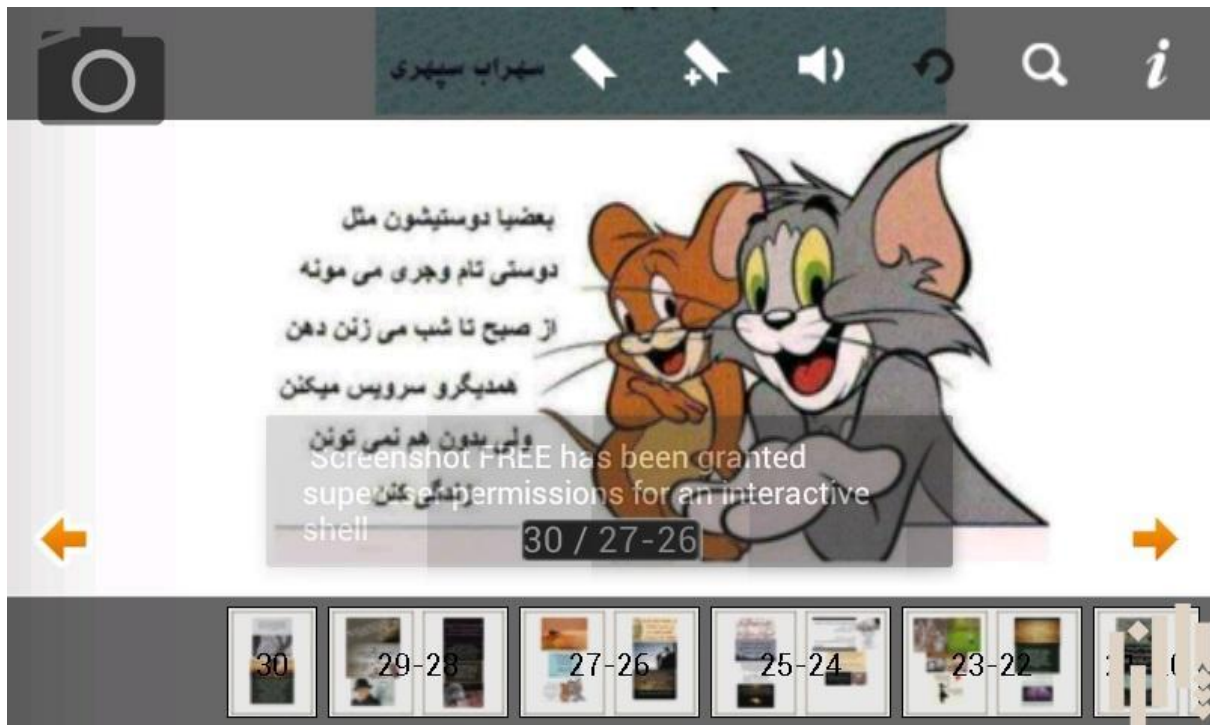 سهراب سپهری
بعضیا دوستیشون مثل
دوستی تام وجری می مونه
از صبح تا شب می زنن دهن
همدیگرو سرویس میکنن
ولی بدون هم نمی تونن
زندگی کنن
Screenshot FREE has been granted
superuser permissions for an interactive
shell
30 / 27-26
30
29-28
27-26
25-24
23-22